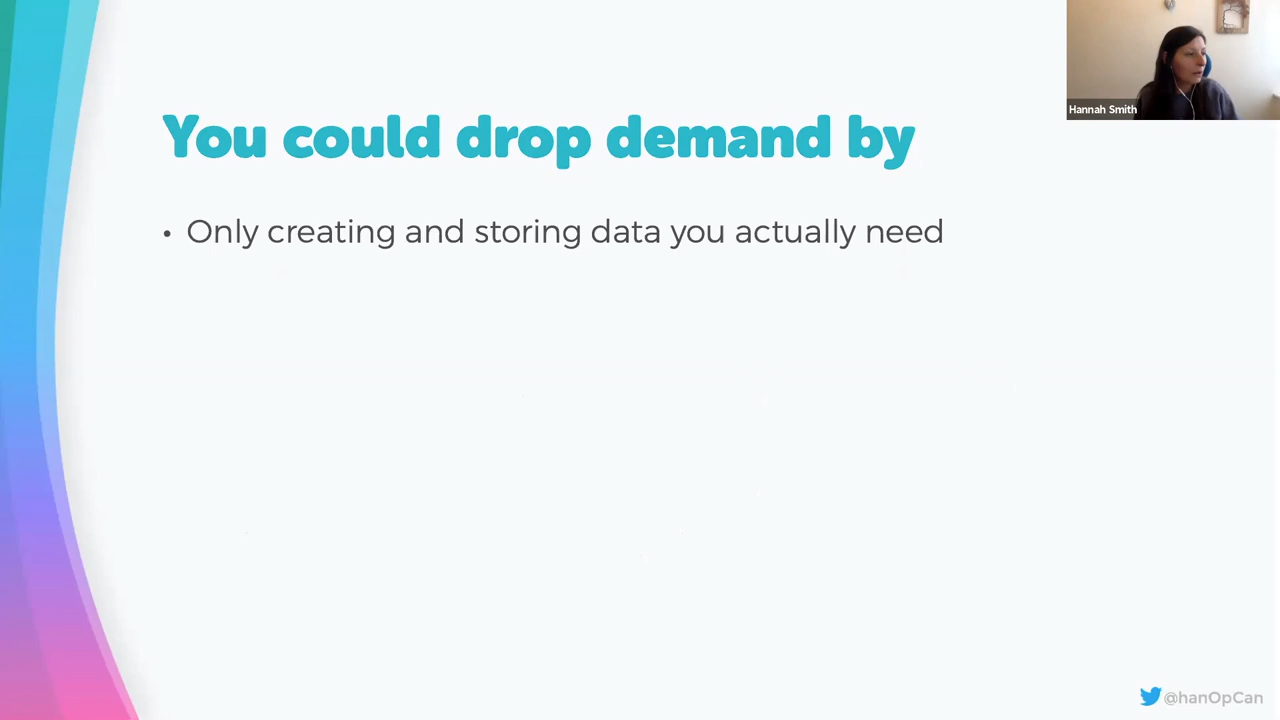 Hannah Smith
You could drop demand by
• Only creating and storing data you actually need
@hanOpCan